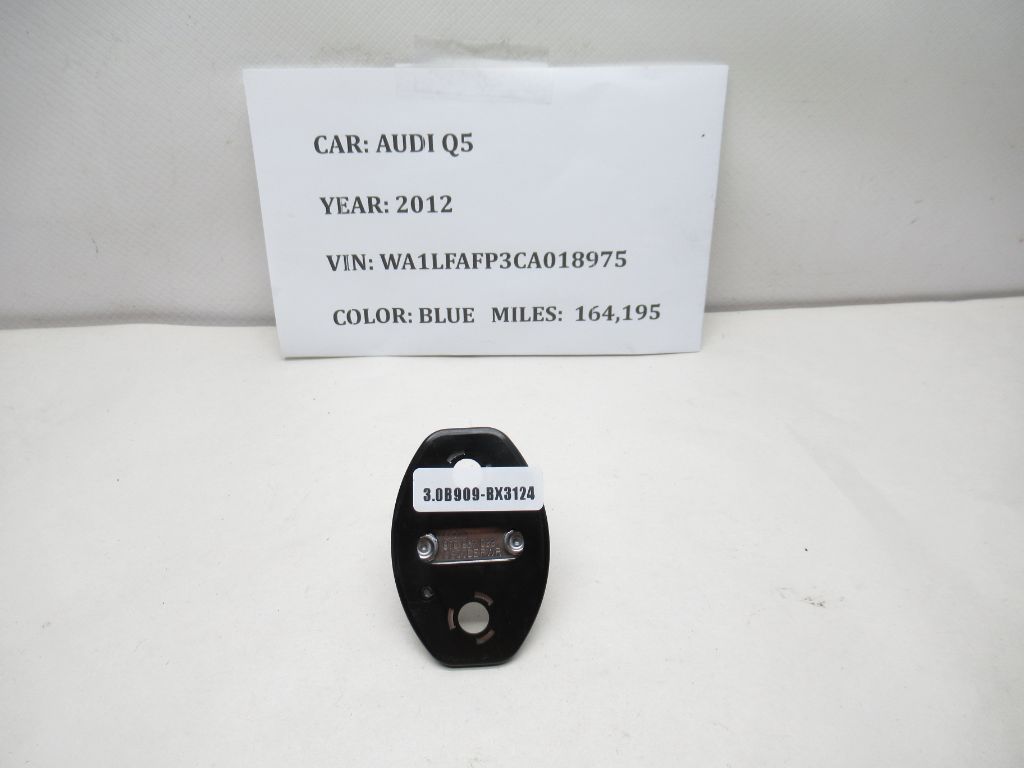 CAR: AUDI Q5
YEAR: 2012
VIN: WA1LFAFP3CA018975
COLOR: BLUE MILES: 164,195
3.0B909-BX3124